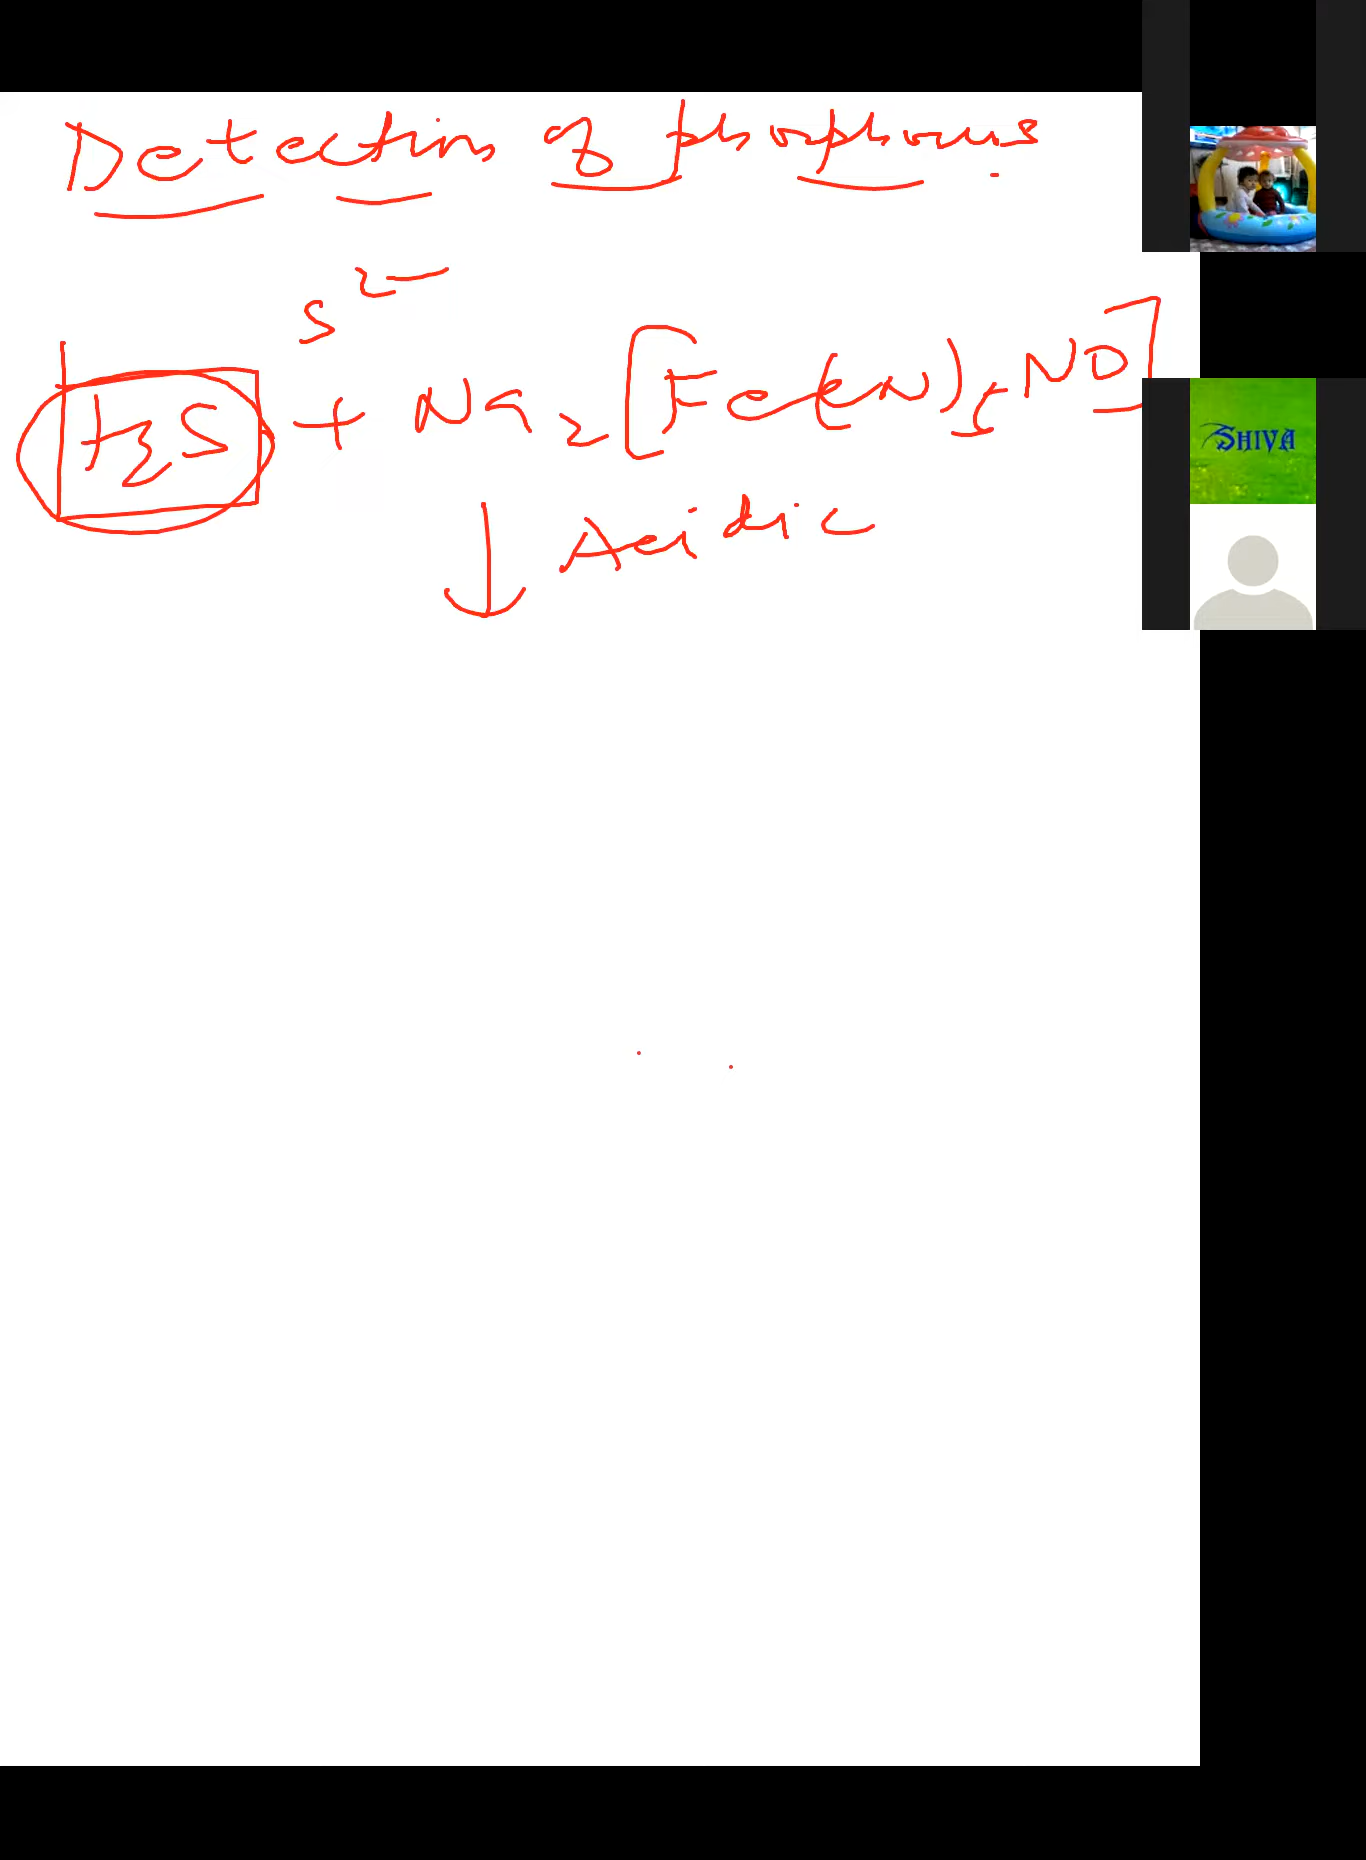 Detection of phosphorus
S²⁻
H₂S + Na₂[Fe(CN)₅NO]
↓ Acidic
SHIVA